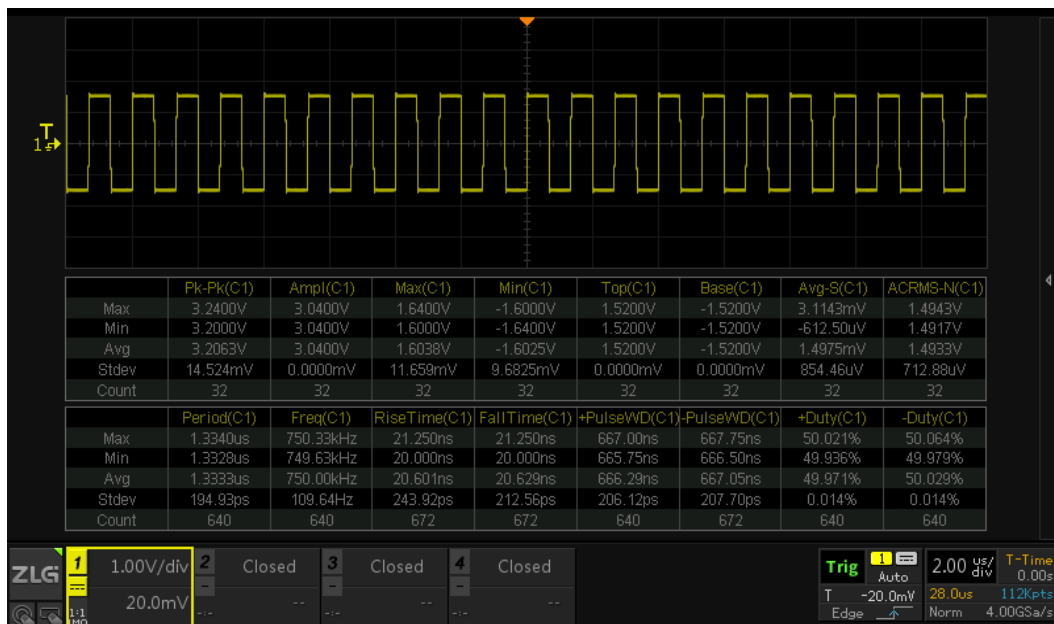 T
1
Pk-Pk(C1) Ampl(C1) Max(C1) Min(C1) Top(C1) Base(C1) Avg-S(C1) ACRMS-N(C1)
Max 3.2400V 3.0400V 1.6400V -1.6000V 1.5200V -1.5200V 3.1143mV 1.4943V
Min 3.2000V 3.0400V 1.6000V -1.6400V 1.5200V -1.5200V -612.50uV 1.4917V
Avg 3.2063V 3.0400V 1.6038V -1.6025V 1.5200V -1.5200V 1.4975mV 1.4933V
Stdev 14.524mV 0.0000mV 11.659mV 9.6825mV 0.0000mV 0.0000mV 854.46uV 712.88uV
Count 32 32 32 32 32 32 32 32
Period(C1) Freq(C1) RiseTime(C1) FallTime(C1) +PulseWD(C1) -PulseWD(C1) +Duty(C1) -Duty(C1)
Max 1.3340us 750.33kHz 21.250ns 21.250ns 667.00ns 667.75ns 50.021% 50.064%
Min 1.3328us 749.63kHz 20.000ns 20.000ns 665.75ns 666.50ns 49.936% 49.979%
Avg 1.3333us 750.00kHz 20.601ns 20.629ns 666.29ns 667.05ns 49.971% 50.029%
Stdev 194.93ps 109.64Hz 243.92ps 212.56ps 206.12ps 207.70ps 0.014% 0.014%
Count 640 640 672 672 640 672 640 640
ZLG 1 1.00V/div 2 Closed 3 Closed 4 Closed Trig 1 Auto 2.00 us/div T-Time 0.00s
1:1 1MΩ 20.0mV -:- -- -:- -- -:- -- T -20.0mV 28.0us 112Kpts
Edge Norm 4.00GSa/s